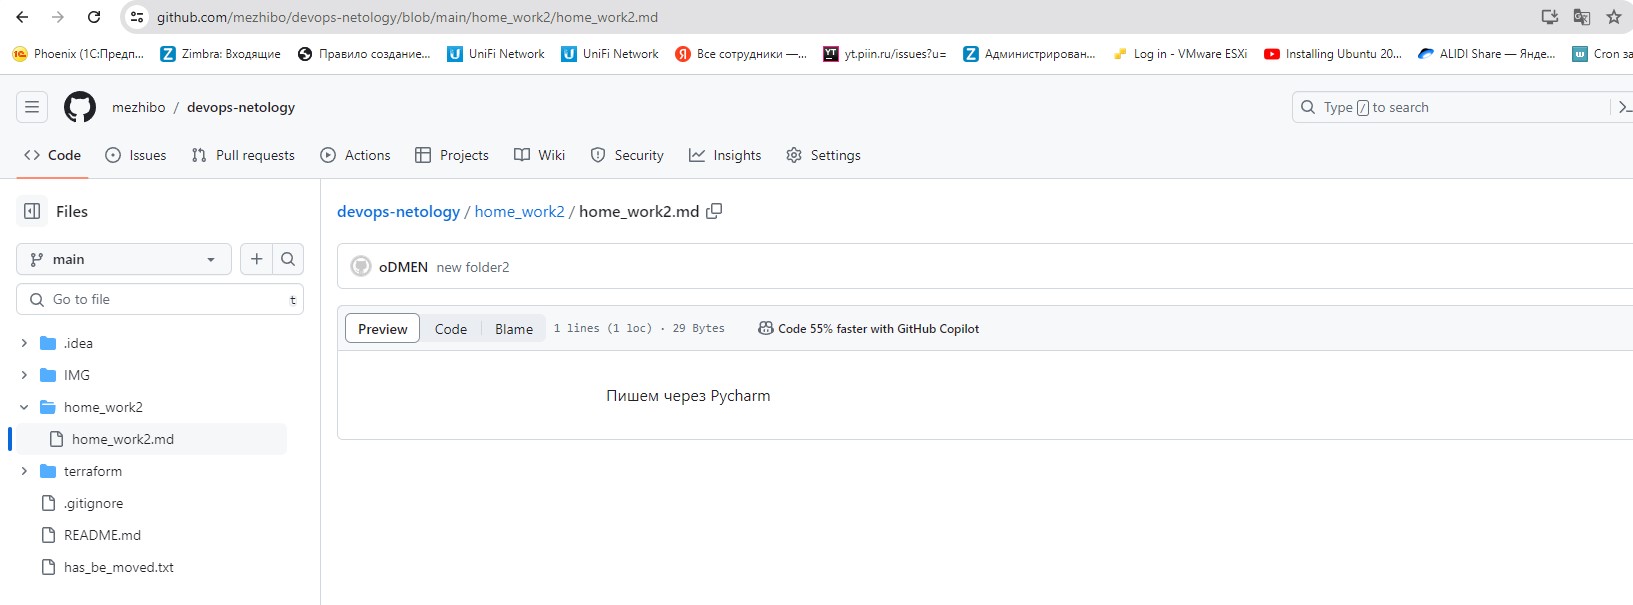 github.com/mezhibo/devops-netology/blob/main/home_work2/home_work2.md
Phoenix (1С:Предп... Zimbra: Входящие Правило создание... UniFi Network UniFi Network Все сотрудники —... yt.piin.ru/issues?u= Администрирован... Log in - VMware ESXi Installing Ubuntu 20... ALIDI Share — Янде... Cron за
mezhibo / devops-netology
Type / to search
Code Issues Pull requests Actions Projects Wiki Security Insights Settings
Files
devops-netology / home_work2 / home_work2.md
main
oDMEN new folder2
Go to file t
Preview Code Blame 1 lines (1 loc) · 29 Bytes Code 55% faster with GitHub Copilot
.idea
IMG
Пишем через Pycharm
home_work2
home_work2.md
terraform
.gitignore
README.md
has_be_moved.txt